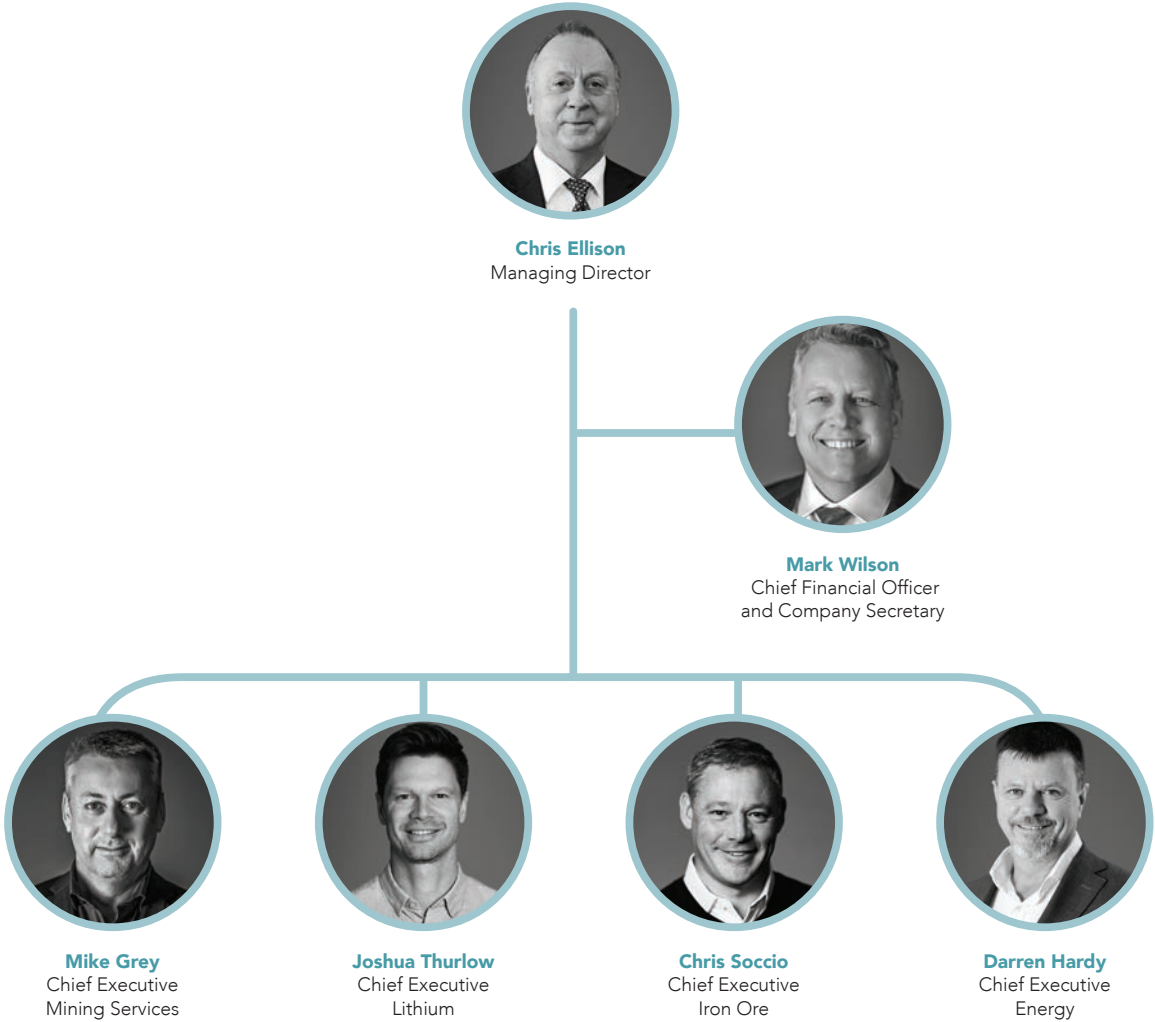 Chris Ellison
Managing Director
Mark Wilson
Chief Financial Officer
and Company Secretary
Mike Grey
Chief Executive
Mining Services
Joshua Thurlow
Chief Executive
Lithium
Chris Soccio
Chief Executive
Iron Ore
Darren Hardy
Chief Executive
Energy